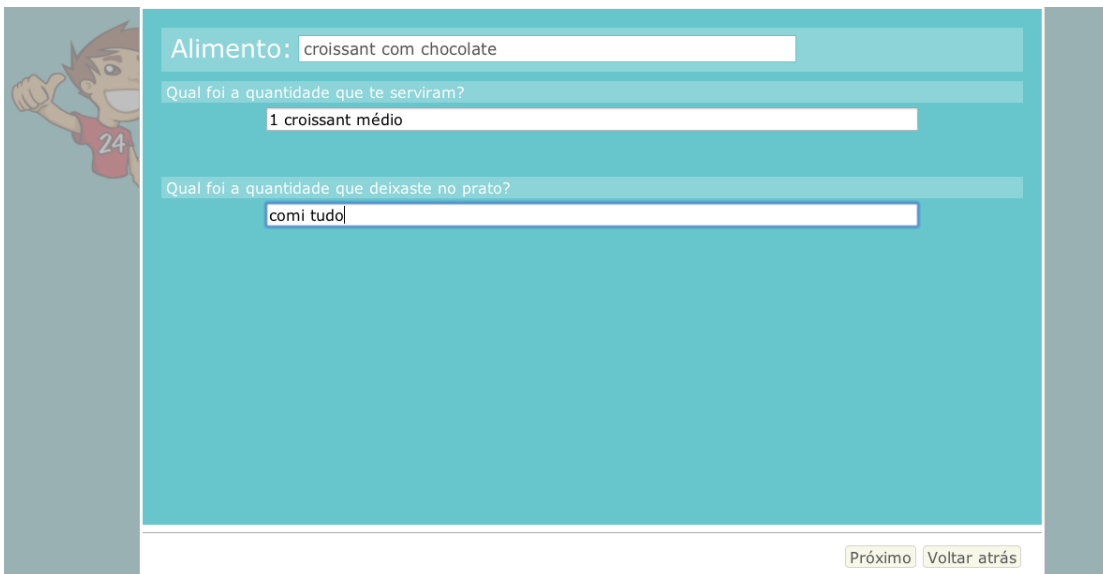 Alimento: croissant com chocolate
Qual foi a quantidade que te serviram?
1 croissant médio
Qual foi a quantidade que deixaste no prato?
comi tudo
24
Próximo Voltar atrás